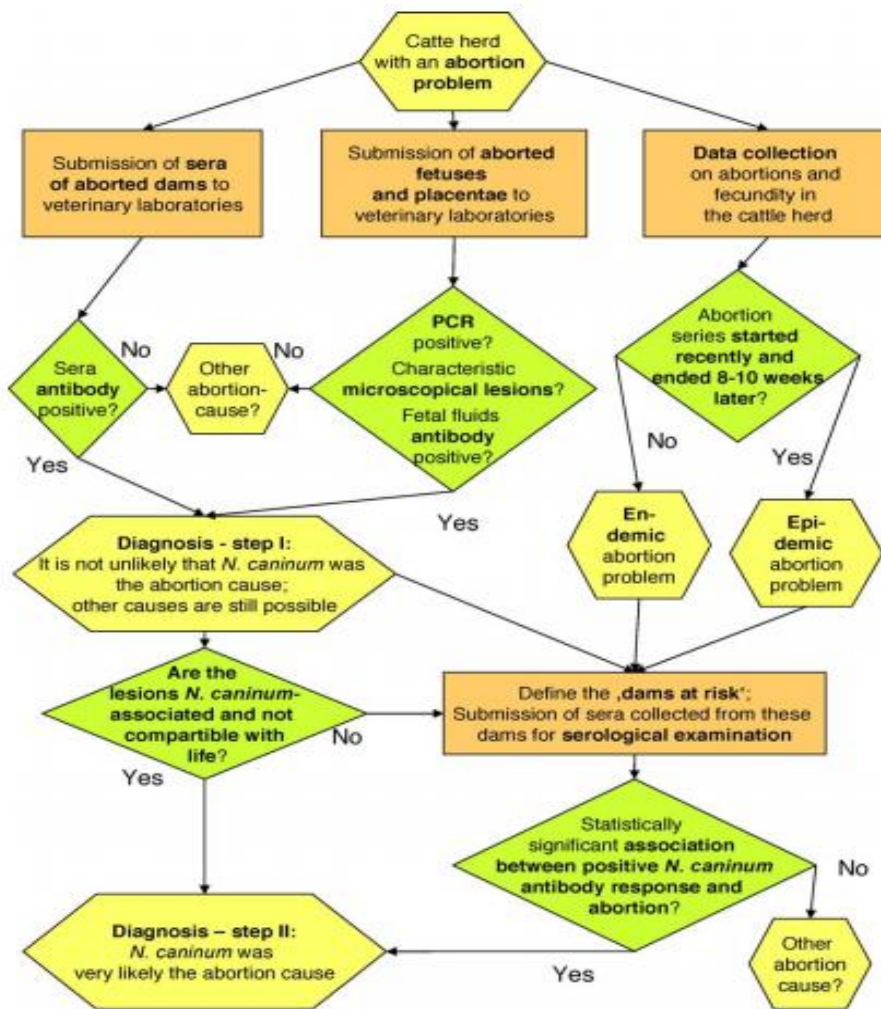 Catte herd
with an abortion
problem
Submission of sera
of aborted dams to
veterinary laboratories
Submission of aborted
fetuses
and placentae to
veterinary laboratories
Data collection
on abortions and
fecundity in
the cattle herd
Sera
antibody
positive?
No
Other
abortion-
cause?
No
PCR
positive?
Characteristic
microscopical lesions?
Fetal fluids
antibody
positive?
Abortion
series started
recently and
ended 8-10 weeks
later?
Yes
Yes
No
Yes
Diagnosis - step I:
It is not unlikely that N. caninum was
the abortion cause;
other causes are still possible
En-
demic
abortion
problem
Epi-
demic
abortion
problem
Are the
lesions N. caninum-
associated and not
compartible with
life?
No
Yes
Define the ‚dams at risk‘;
Submission of sera collected from these
dams for serological examination
Statistically
significant association
between positive N. caninum
antibody response and
abortion?
No
Yes
Diagnosis – step II:
N. caninum was
very likely the abortion cause
Other
abortion
cause?